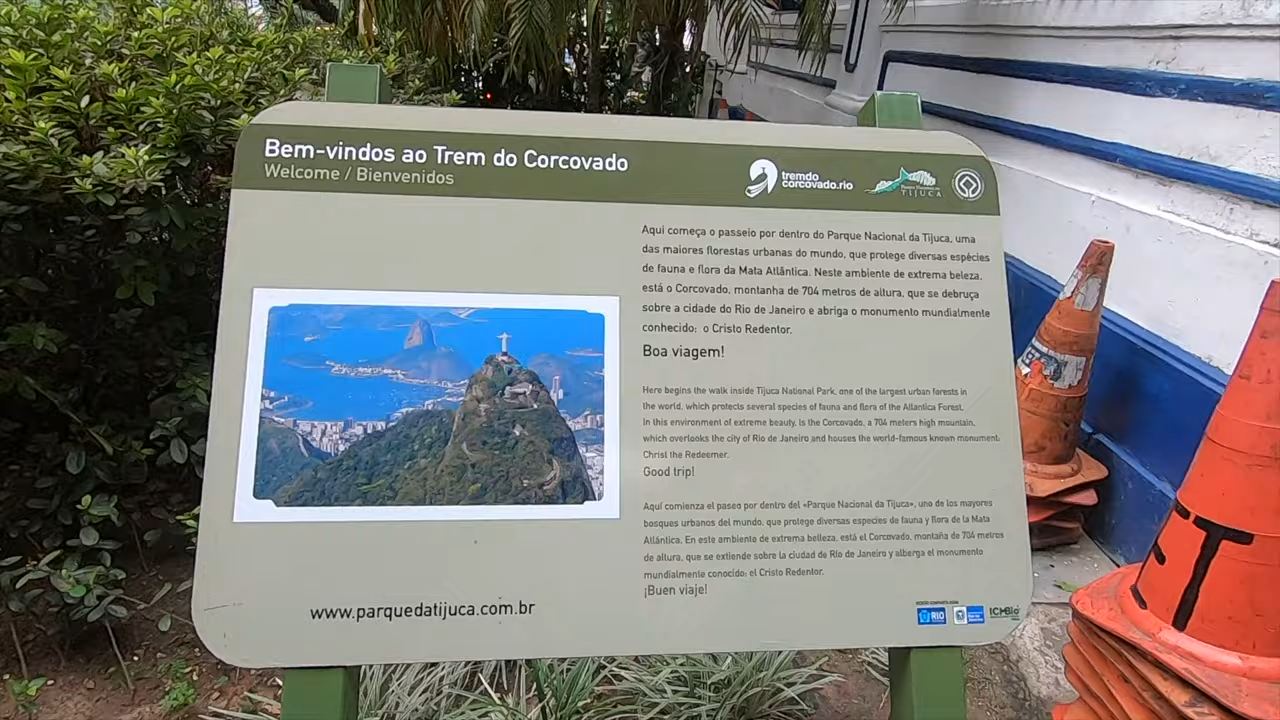 Bem-vindos ao Trem do Corcovado
Welcome / Bienvenidos
tremdo
corcovado.rio
TIJUCA
Aqui começa o passeio por dentro do Parque Nacional da Tijuca, uma
das maiores florestas urbanas do mundo, que protege diversas espécies
de fauna e flora da Mata Atlântica. Neste ambiente de extrema beleza,
está o Corcovado, montanha de 704 metros de altura, que se debruça
sobre a cidade do Rio de Janeiro e abriga o monumento mundialmente
conhecido: o Cristo Redentor.
Boa viagem!
Here begins the walk inside Tijuca National Park, one of the largest urban forests in
the world, which protects several species of fauna and flora of the Atlantica Forest.
In this environment of extreme beauty, is the Corcovado, a 704 meters high mountain,
which overlooks the city of Rio de Janeiro and houses the world-famous known monument:
Christ the Redeemer.
Good trip!
Aquí comienza el paseo por dentro del «Parque Nacional da Tijuca», uno de los mayores
bosques urbanos del mundo, que protege diversas especies de fauna y flora de la Mata
Atlântica. En este ambiente de extrema belleza, está el Corcovado, montaña de 704 metros
de altura, que se extiende sobre la ciudad de Río de Janeiro y alberga el monumento
mundialmente conocido: el Cristo Redentor.
¡Buen viaje!
www.parquedatijuca.com.br
RIO
ICMBio